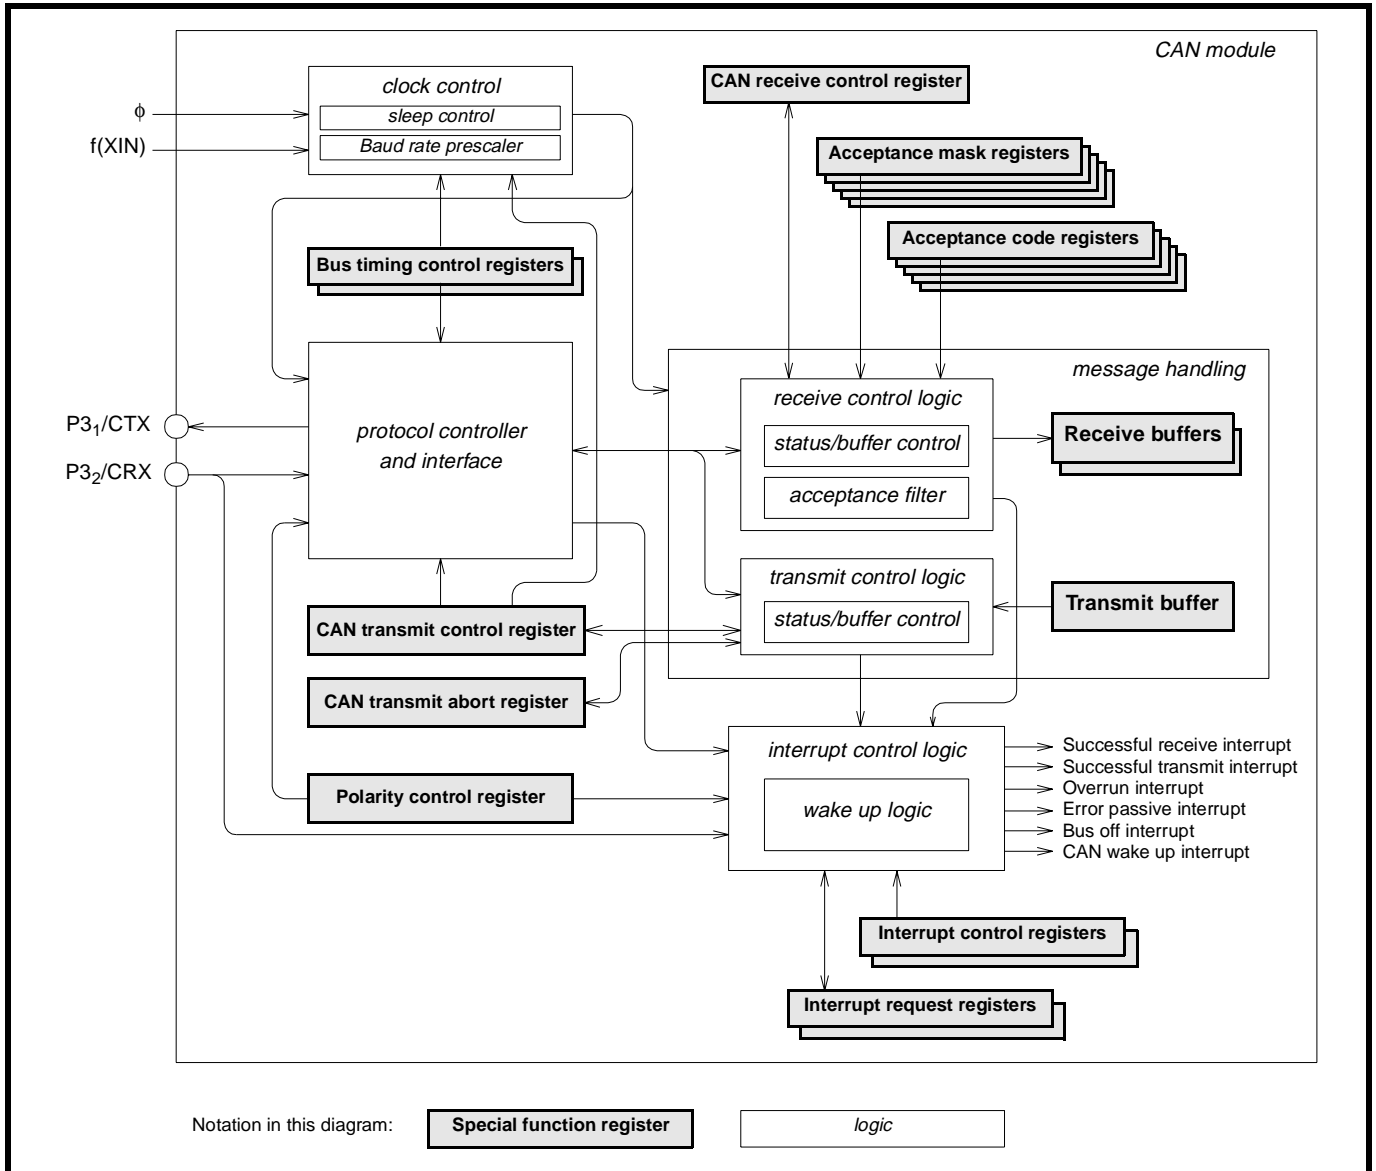 CAN module
clock control
sleep control
Baud rate prescaler
ϕ
f(XIN)
CAN receive control register
Acceptance mask registers
Acceptance code registers
Bus timing control registers
message handling
receive control logic
status/buffer control
acceptance filter
Receive buffers
protocol controller
and interface
P3₁/CTX
P3₂/CRX
transmit control logic
status/buffer control
Transmit buffer
CAN transmit control register
CAN transmit abort register
Polarity control register
interrupt control logic
wake up logic
Successful receive interrupt
Successful transmit interrupt
Overrun interrupt
Error passive interrupt
Bus off interrupt
CAN wake up interrupt
Interrupt control registers
Interrupt request registers
Notation in this diagram:
Special function register
logic